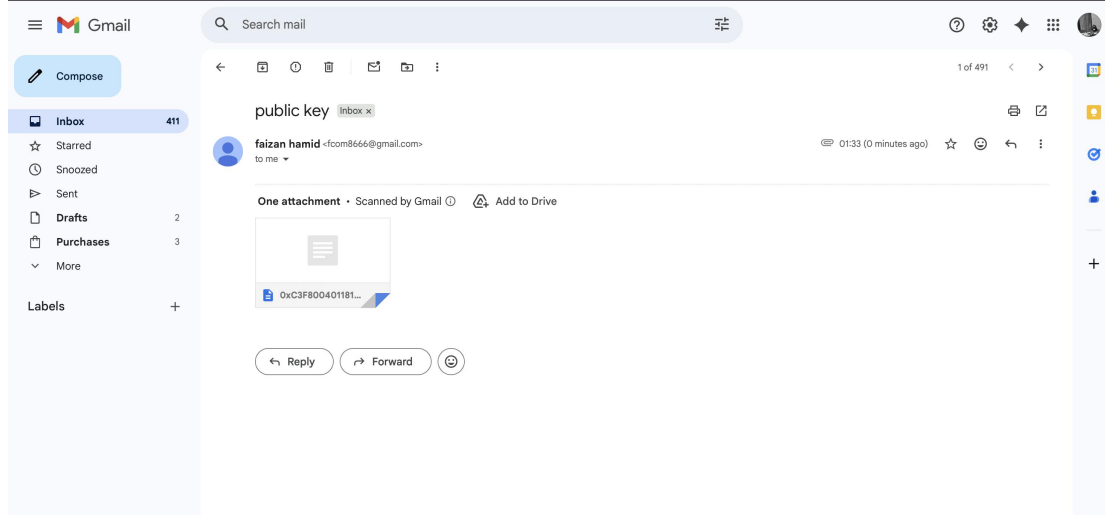 Gmail
Search mail
Compose
1 of 491
31
public key Inbox ×
Inbox 411
faizan hamid <fcom8666@gmail.com> 01:33 (0 minutes ago)
to me
Starred
Snoozed
Sent
One attachment • Scanned by Gmail Add to Drive
Drafts 2
Purchases 3
More
0xC3F800401181...
Labels
Reply Forward